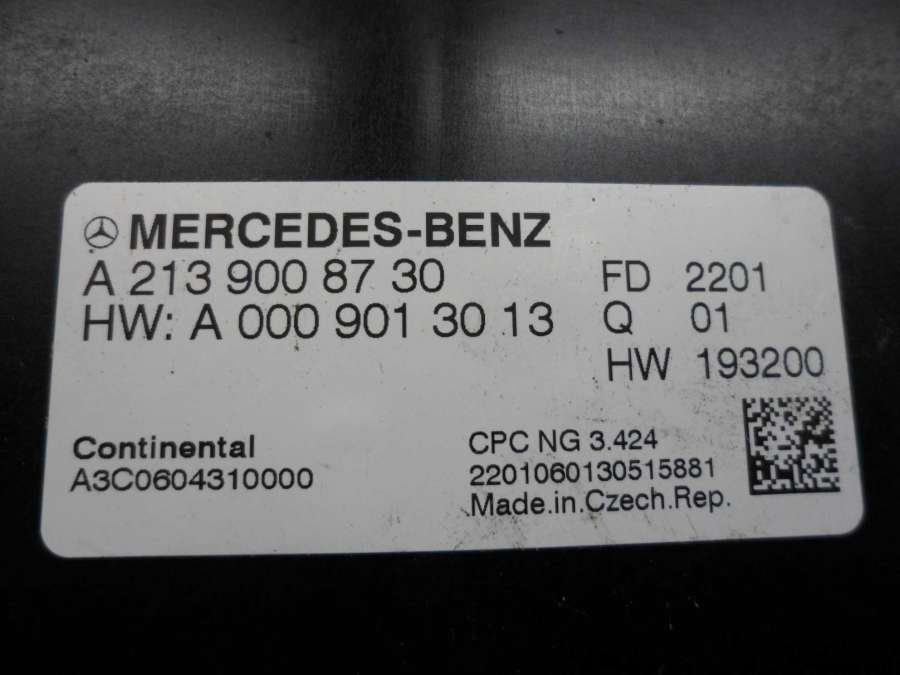 MERCEDES-BENZ
A 213 900 87 30 FD 2201
HW: A 000 901 30 13 Q 01
HW 193200
Continental CPC NG 3.424
A3C0604310000 2201060130515881
Made.in.Czech.Rep.